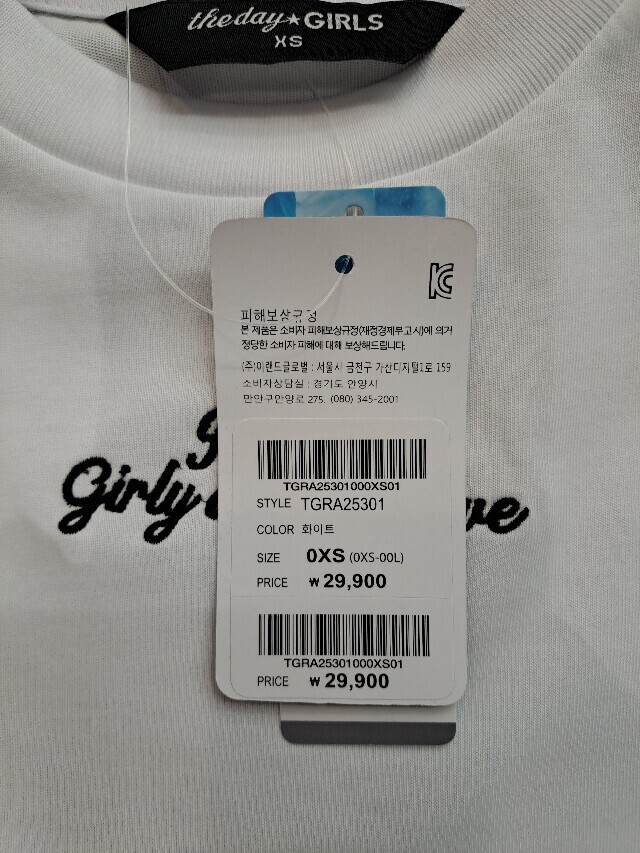 the day★GIRLS
XS
피해보상규정
본 제품은 소비자 피해보상규정(재정경제부 고시)에 의거
정당한 소비자 피해에 대해 보상해드립니다.
(주)이랜드글로벌 : 서울시 금천구 가산디지털1로 159
소비자상담실 : 경기도 안양시
만안구안양로 275. (080) 345-2001
TGRA25301000XS01
STYLE TGRA25301
COLOR 화이트
SIZE 0XS (0XS-00L)
PRICE ₩ 29,900
TGRA25301000XS01
PRICE ₩ 29,900
Girly